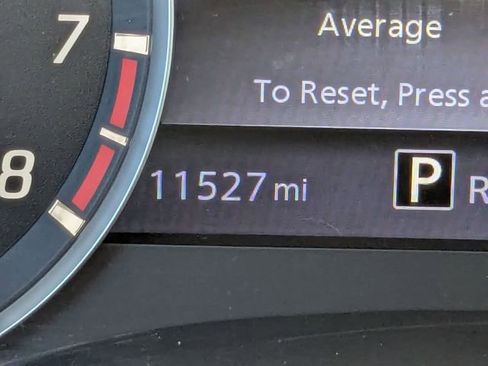 7
Average
To Reset, Press
8
11527 mi
P